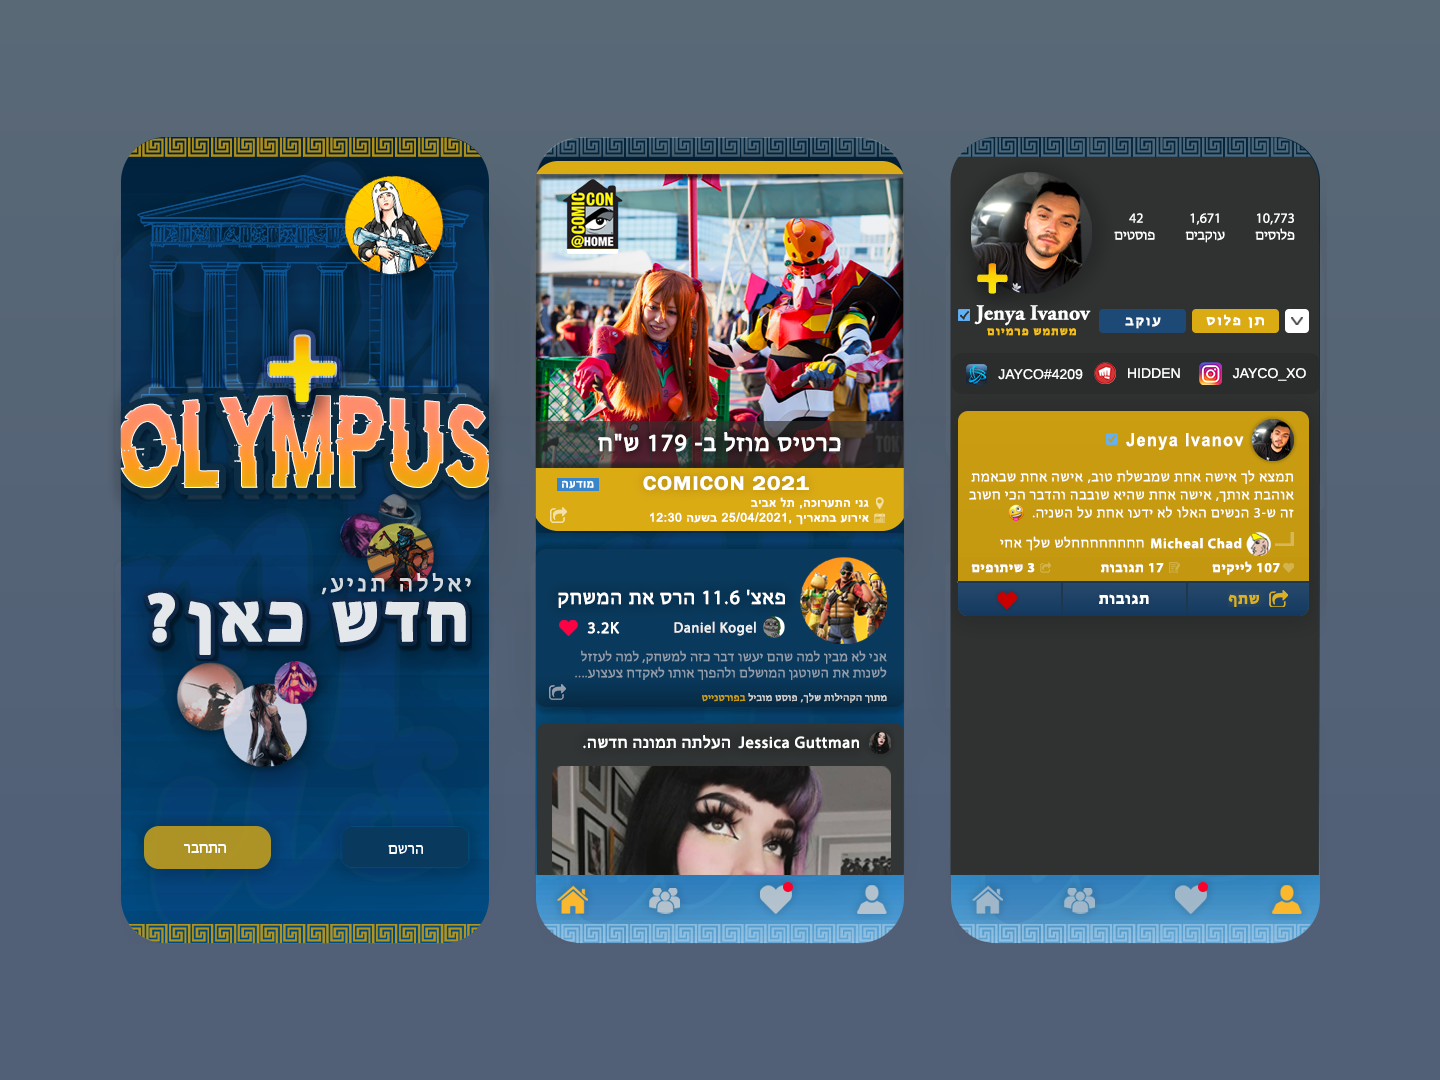 OLYMPUS
יאללה תניע,
חדש כאן?
התחבר
הרשם
COMIC
CON
@HOME
כרטיס מוזל ב- 179 ש"ח
COMICON 2021
מודעה
גני התערוכה, תל אביב
אירוע בתאריך 25/04/2021, בשעה 12:30
פאצ' 11.6 הרס את המשחק
Daniel Kogel
3.2K
אני לא מבין למה שהם יעשו דבר כזה למשחק, למה לעזזל
לשנות את השוטגן המושלם ולהפוך אותו לאקדח צעצוע....
מתוך הקהילות שלך, פוסט מוביל בפורטנייט
Jessica Guttman העלתה תמונה חדשה.
10,773
פלוסים
1,671
עוקבים
42
פוסטים
Jenya Ivanov
משתמש פרמיום
תן פלוס
עוקב
JAYCO#4209
HIDDEN
JAYCO_XO
Jenya Ivanov
תמצא לך אישה אחת שמבשלת טוב, אישה אחת שבאמת
אוהבת אותך, אישה אחת שהיא שובבה והדבר הכי חשוב
זה ש-3 הנשים האלו לא ידעו אחת על השניה.
Micheal Chad חחחחחחחחחלש שלך אחי
107 לייקים
17 תגובות
3 שיתופים
שתף
תגובות